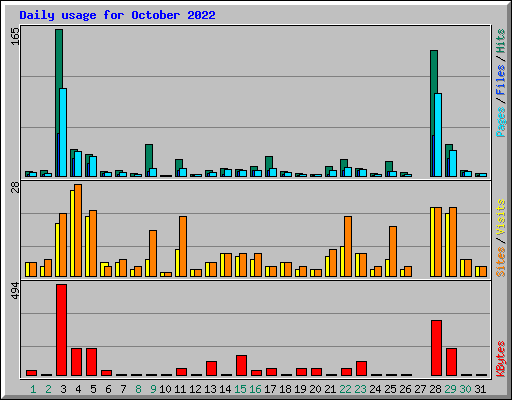 Daily usage for October 2022
165
Pages / Files / Hits
28
Sites / Visits
494
KBytes
1 2 3 4 5 6 7 8 9 10 11 12 13 14 15 16 17 18 19 20 21 22 23 24 25 26 27 28 29 30 31